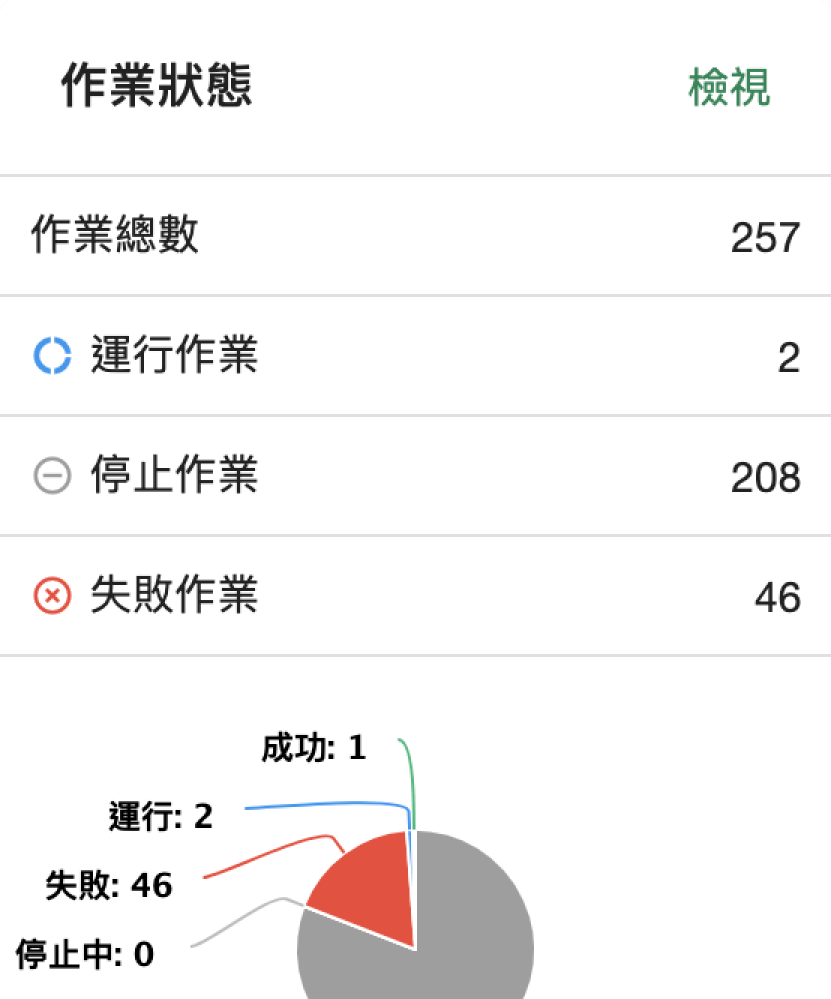 作業狀態 檢視
作業總數 257
運行作業 2
停止作業 208
失敗作業 46
成功: 1
運行: 2
失敗: 46
停止中: 0